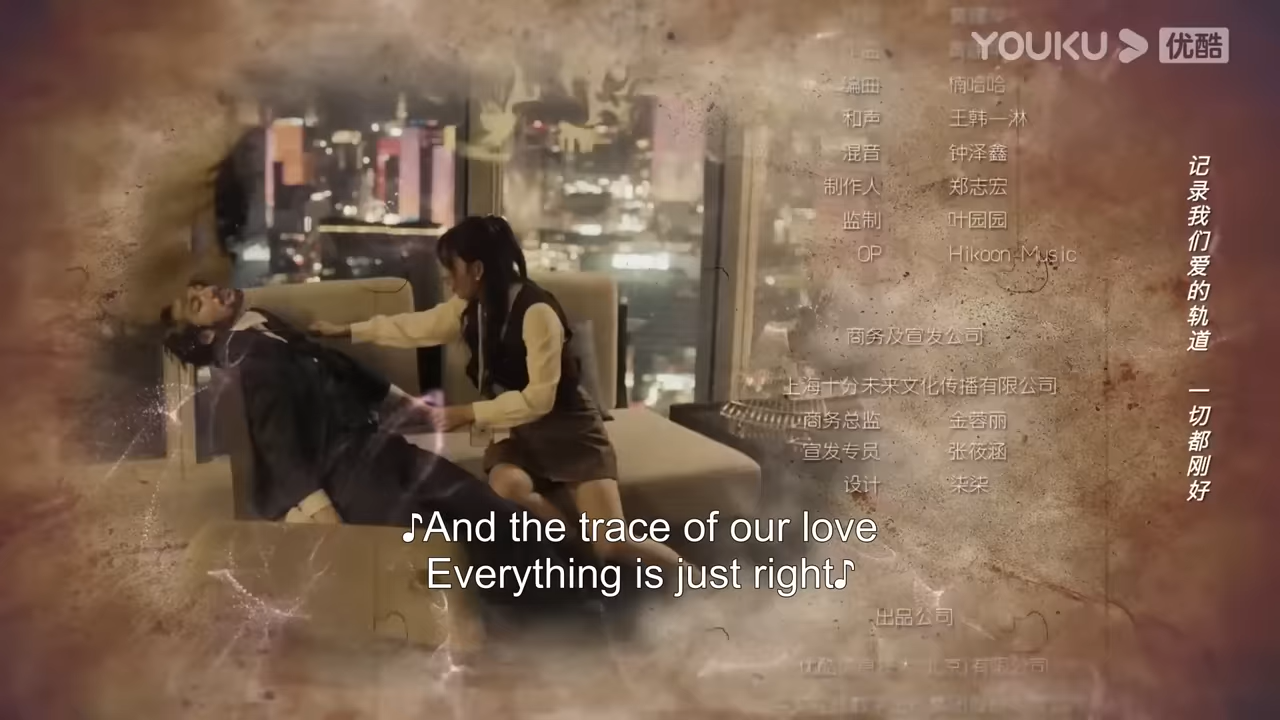 YOUKU 优酷
编曲 楠哈哈
和声 王韩一淋
混音 钟泽鑫
制作人 郑志宏
监制 叶园园
OP Hikoon Music
商务及宣发公司
上海十分未来文化传播有限公司
商务总监 金蓉丽
宣发专员 张筱涵
设计 柒柒
出品公司
记录我们爱的轨道 一切都刚好
♪And the trace of our love
Everything is just right♪